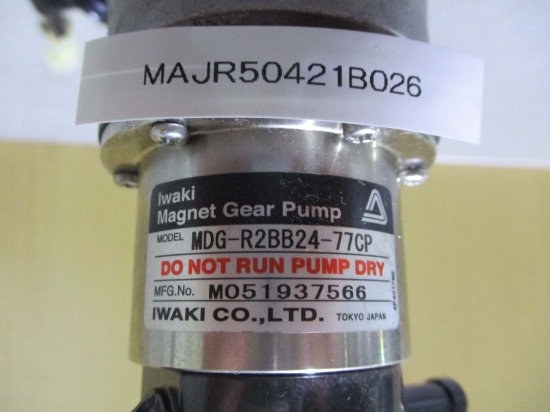 MAJR50421B026
Iwaki
Magnet Gear Pump
MODEL MDG-R2BB24-77CP
DO NOT RUN PUMP DRY
MFG.No. M051937566
IWAKI CO.,LTD. TOKYO JAPAN